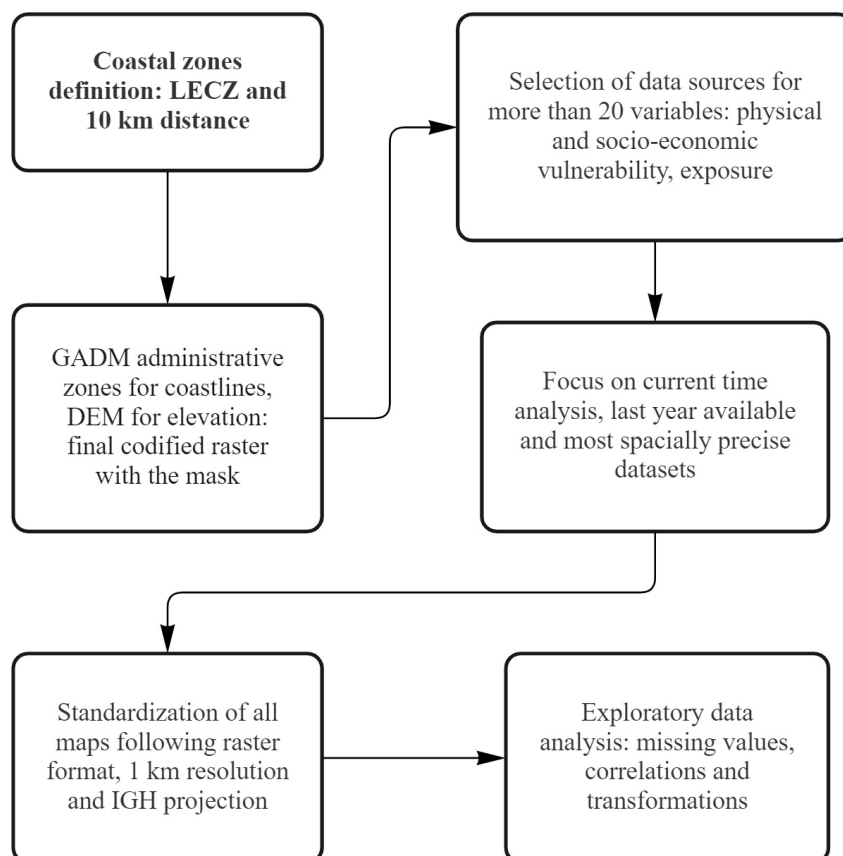 Coastal zones
definition: LECZ and
10 km distance
GADM administrative
zones for coastlines,
DEM for elevation:
final codified raster
with the mask
Selection of data sources for
more than 20 variables: physical
and socio-economic
vulnerability, exposure
Focus on current time
analysis, last year available
and most spacially precise
datasets
Standardization of all
maps following raster
format, 1 km resolution
and IGH projection
Exploratory data
analysis: missing values,
correlations and
transformations